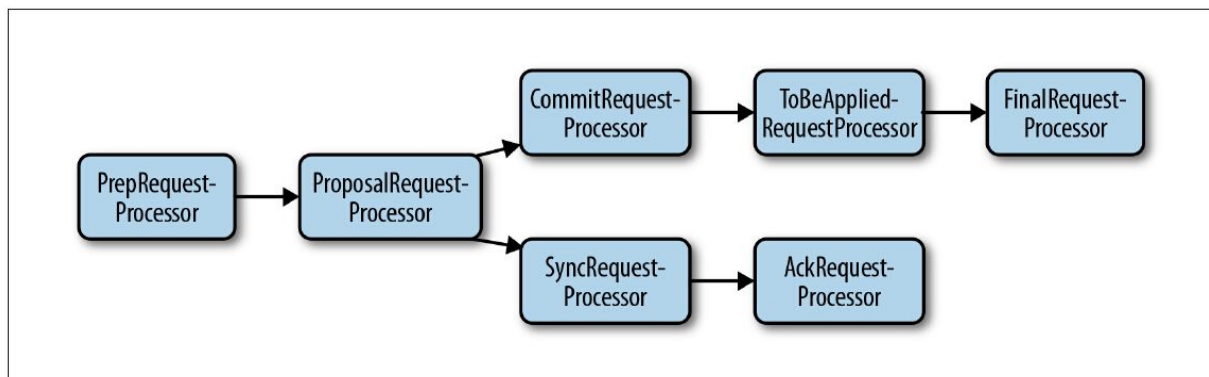 PrepRequest-
Processor
ProposalRequest-
Processor
CommitRequest-
Processor
ToBeApplied-
RequestProcessor
FinalRequest-
Processor
SyncRequest-
Processor
AckRequest-
Processor